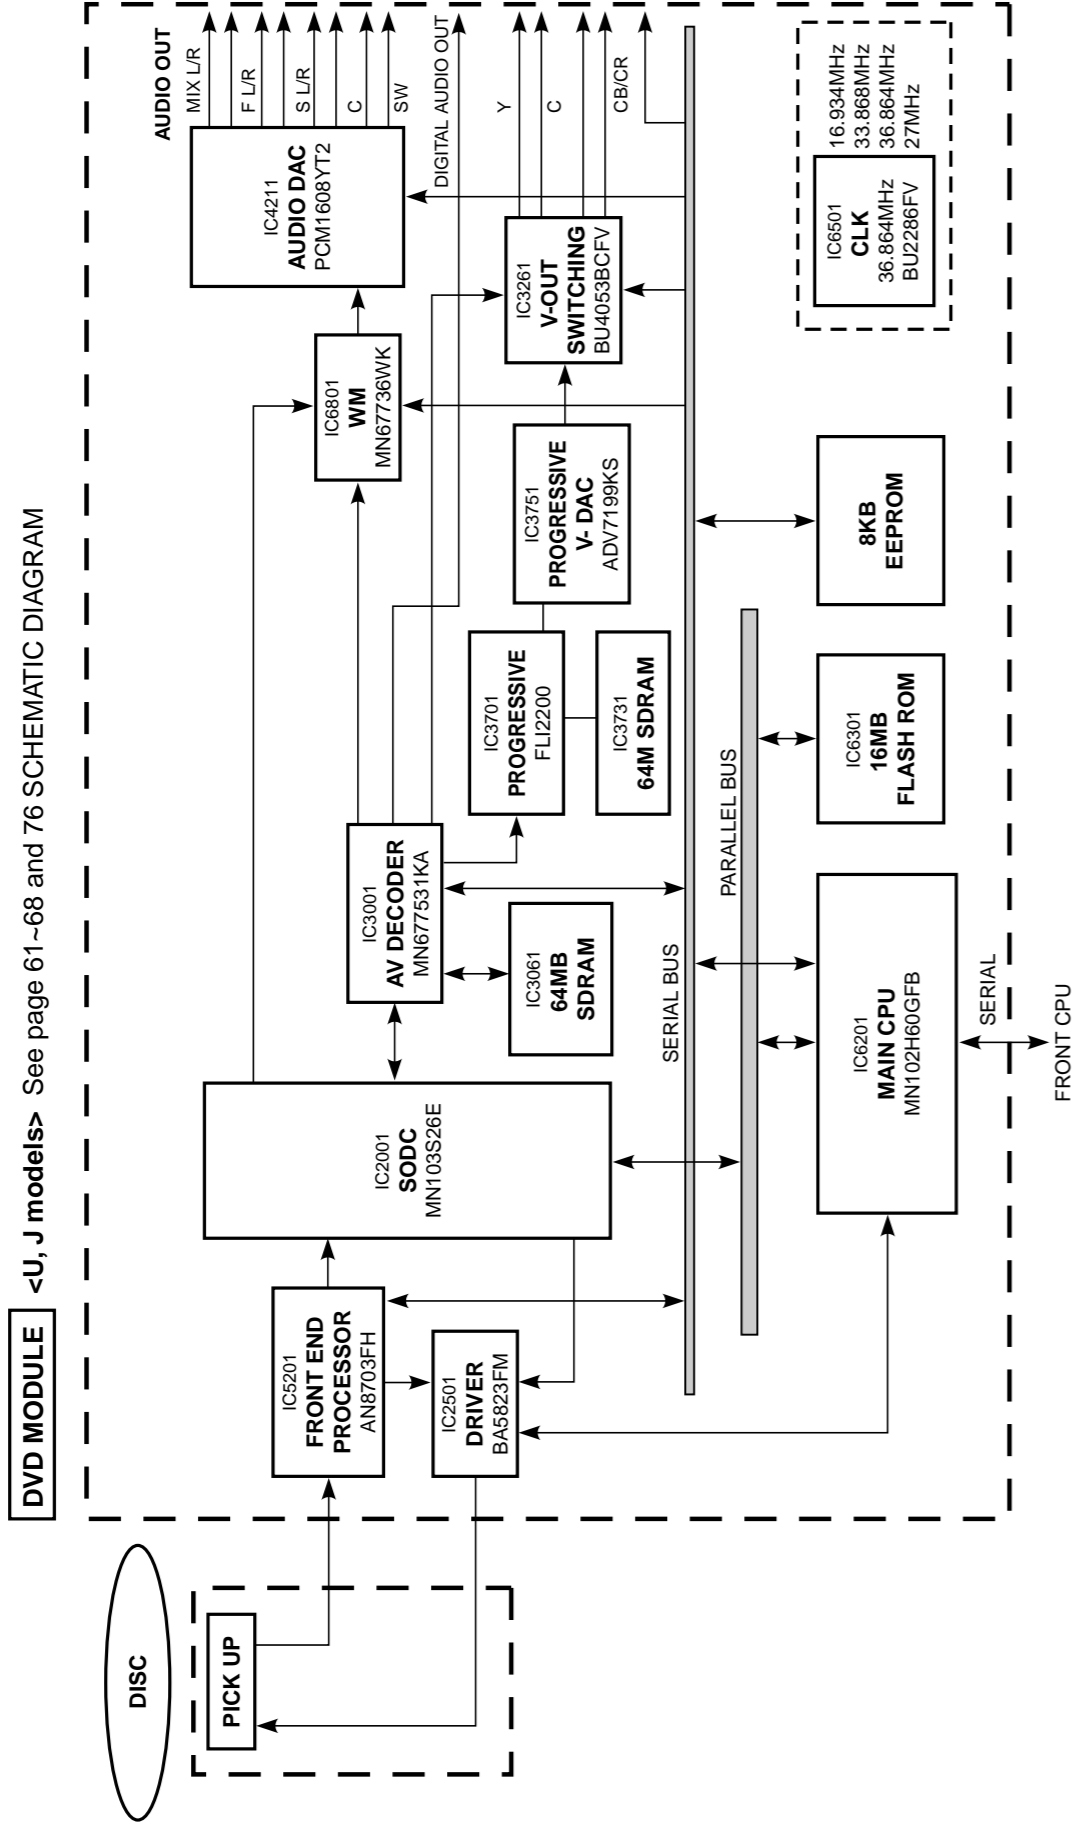 DVD MODULE <U, J models> See page 61~68 and 76 SCHEMATIC DIAGRAM
DISC
PICK UP
IC5201
FRONT END
PROCESSOR
AN8703FH
IC2501
DRIVER
BA5823FM
IC2001
SODC
MN103S26E
IC3001
AV DECODER
MN677531KA
IC3061
64MB
SDRAM
IC3701
PROGRESSIVE
FLI2200
IC3731
64M SDRAM
IC3751
PROGRESSIVE
V- DAC
ADV7199KS
IC6801
WM
MN67736WK
IC4211
AUDIO DAC
PCM1608YT2
IC3261
V-OUT
SWITCHING
BU4053BCFV
AUDIO OUT
MIX L/R
F L/R
S L/R
C
SW
DIGITAL AUDIO OUT
Y
C
CB/CR
SERIAL BUS
PARALLEL BUS
IC6201
MAIN CPU
MN102H60GFB
SERIAL
FRONT CPU
IC6301
16MB
FLASH ROM
8KB
EEPROM
IC6501
CLK
36.864MHz
BU2286FV
16.934MHz
33.868MHz
36.864MHz
27MHz